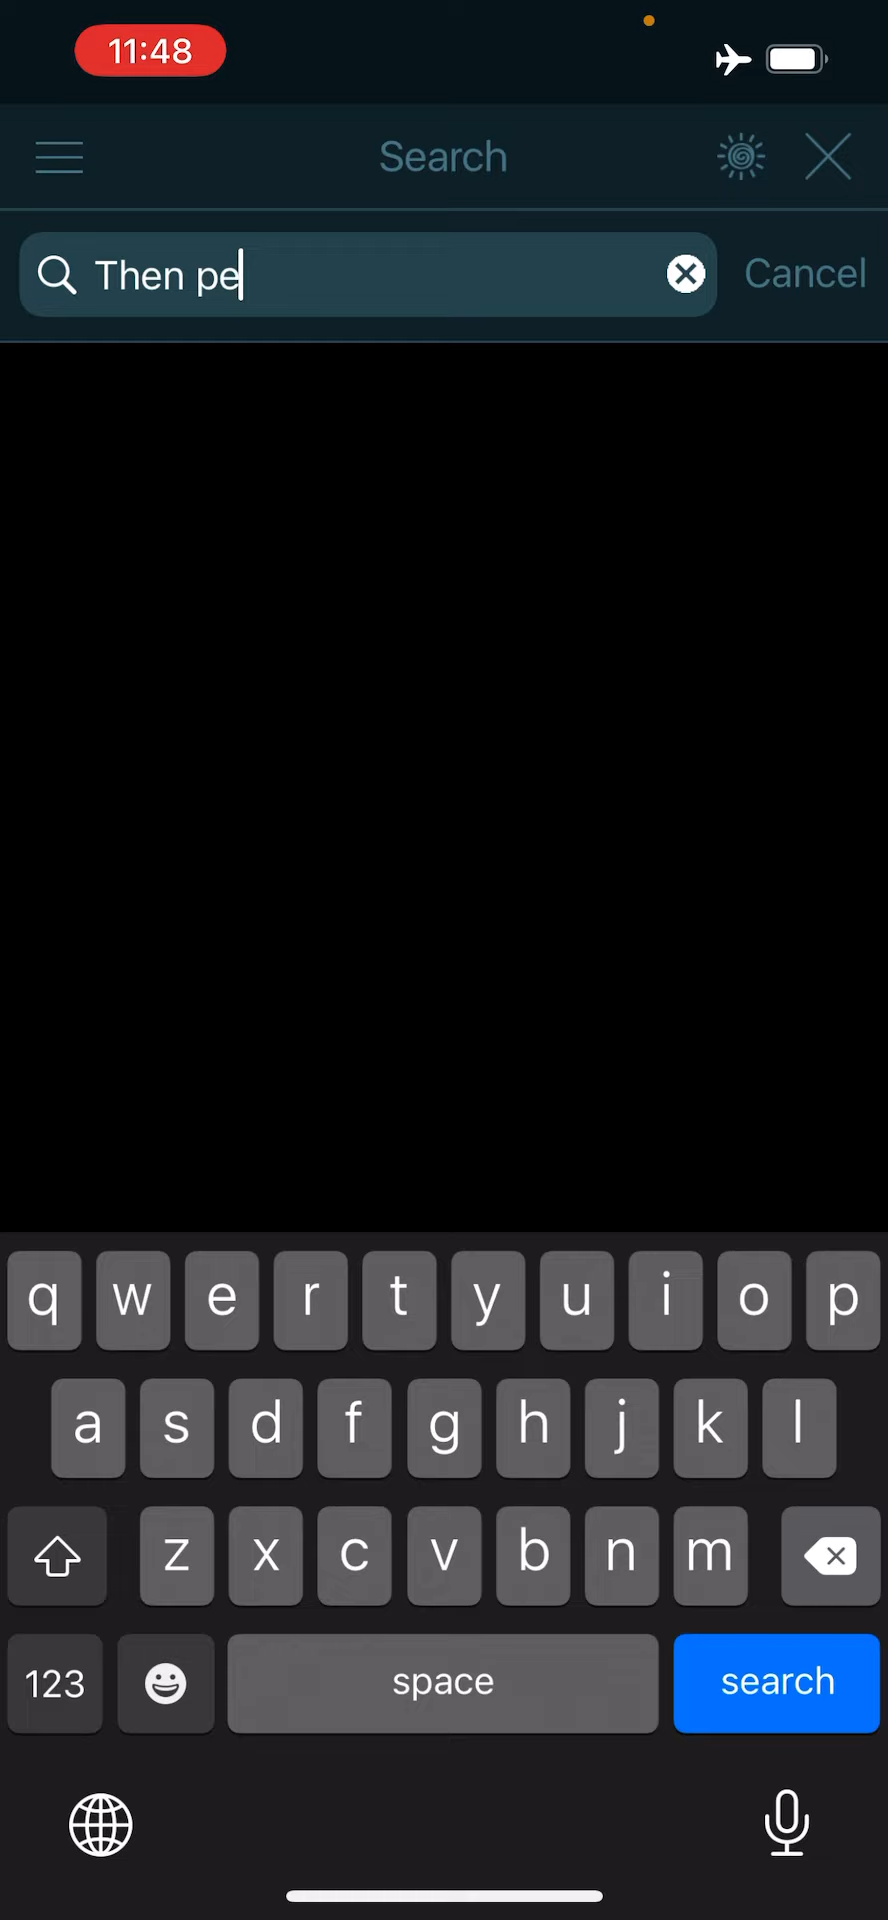 11:48
Search
Then pe
Cancel
q w e r t y u i o p
a s d f g h j k l
z x c v b n m
123 space search